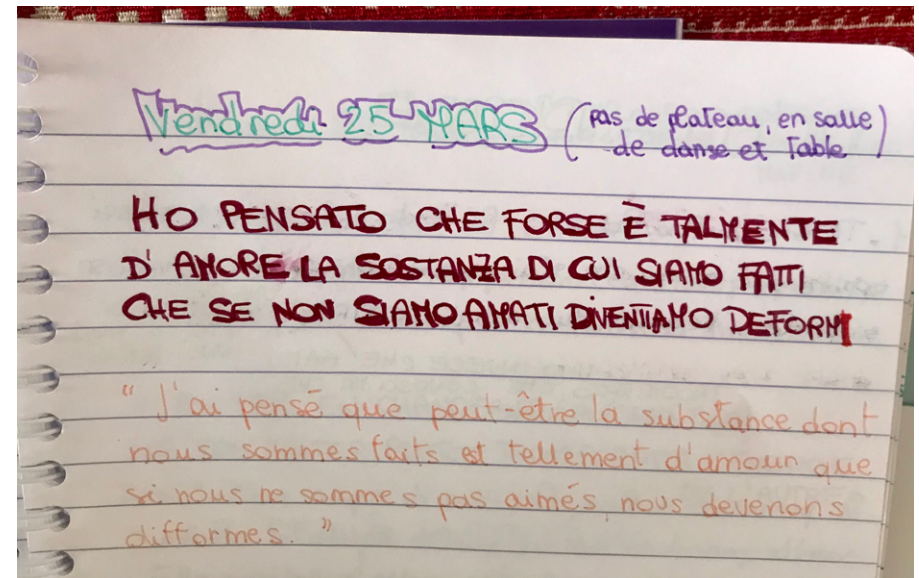 Vendredi 25 MARS (pas de plateau, en salle
de danse et Table)
HO PENSATO CHE FORSE È TALMENTE
D'AMORE LA SOSTANZA DI CUI SIAMO FATTI
CHE SE NON SIAMO AMATI DIVENTIAMO DEFORMI
"J'ai pensé que peut-être la substance dont
nous sommes faits est tellement d'amour que
si nous ne sommes pas aimés, nous devenons
difformes."